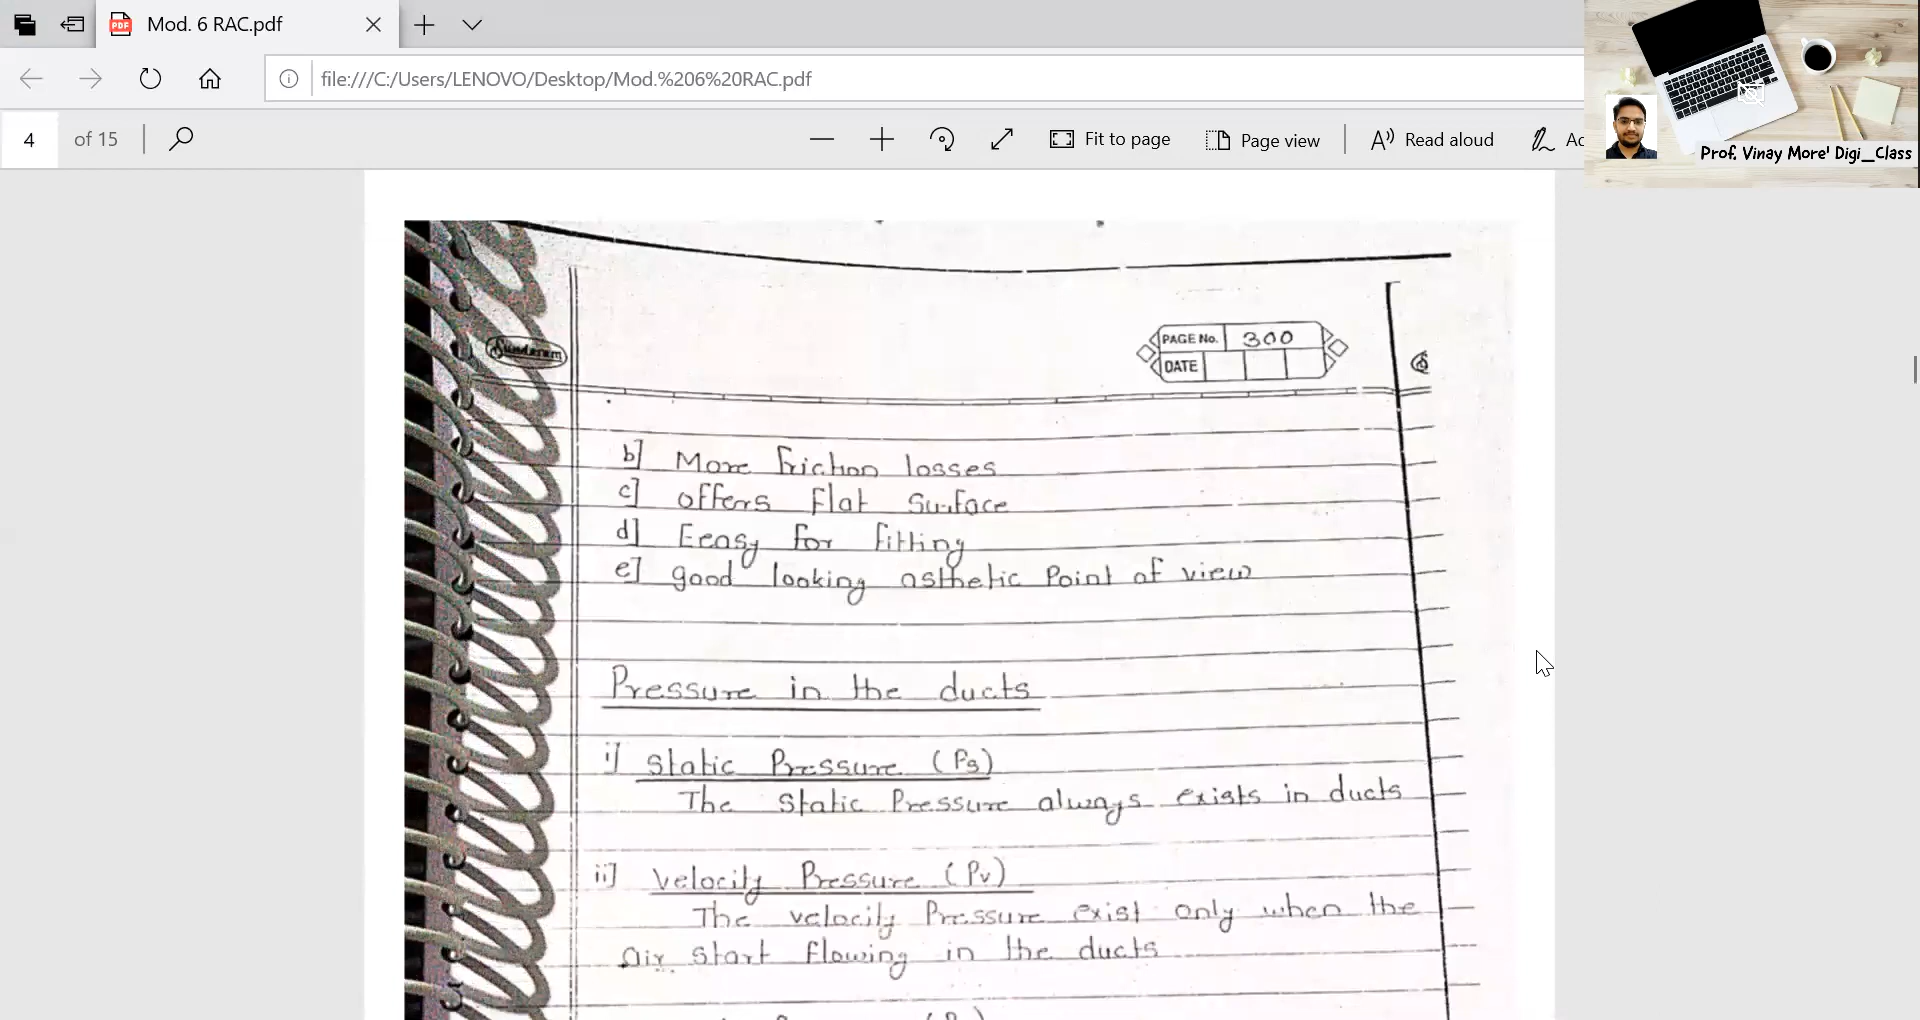 Mod. 6 RAC.pdf
file:///C:/Users/LENOVO/Desktop/Mod.%206%20RAC.pdf
4 of 15
Fit to page
Page view
Read aloud
Prof. Vinay More' Digi_Class
Sundaram
PAGE No. 300
DATE
b] More friction losses
c] offers flat surface
d] Eeasy for fitting
e] good looking asthetic Point of view
Pressure in the ducts
i] Static Pressure (Ps)
The Static Pressure always exists in ducts
ii] Velocity Pressure (Pv)
The velocity Pressure exist only when the
air start flowing in the ducts